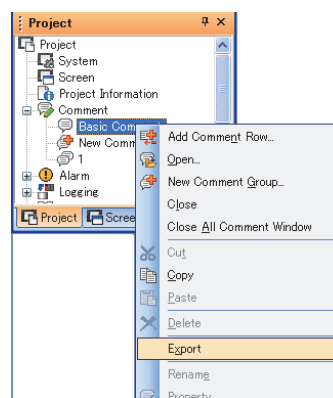 Project
Project
System
Screen
Project Information
Comment
Basic Com
New Comm
1
Alarm
Logging
Project
Scree
Add Comment Row...
Open...
New Comment Group...
Close
Close All Comment Window
Cut
Copy
Paste
Delete
Export
Rename
Property